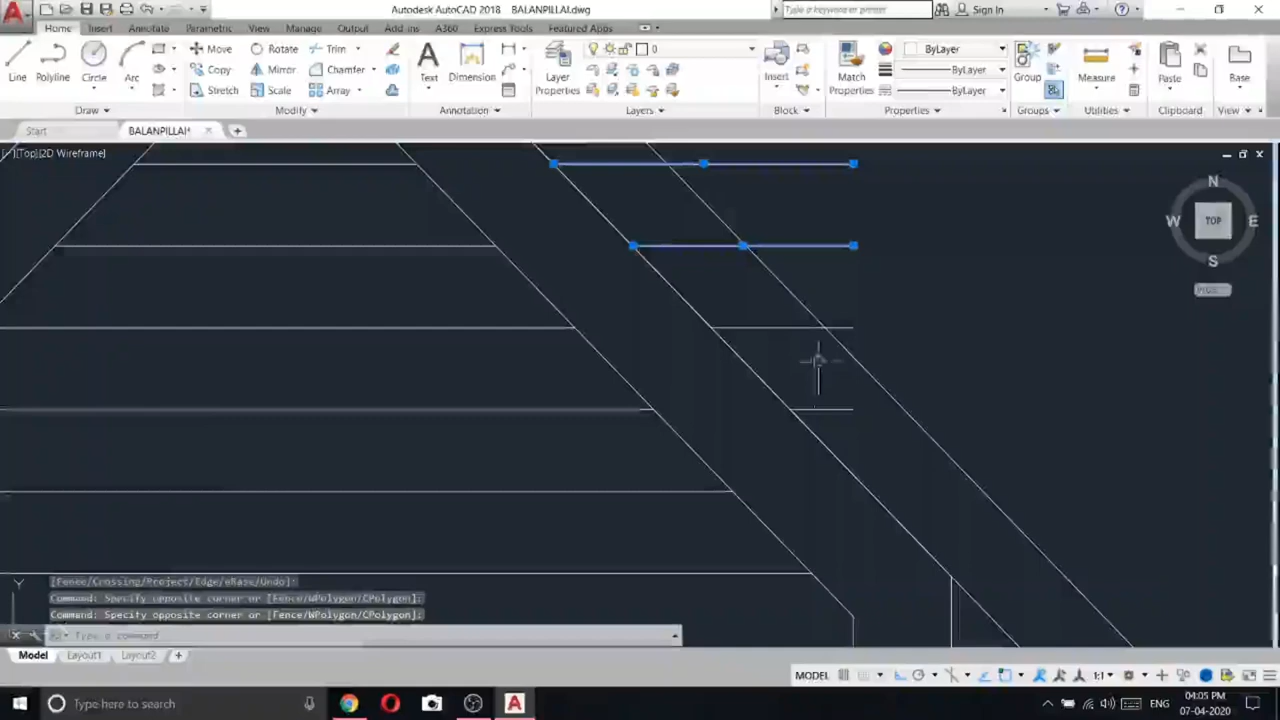 Autodesk AutoCAD 2018 BALANPILLAI.dwg
Type a keyword or phrase
Sign In
Home Insert Annotate Parametric View Manage Output Add-ins A360 Express Tools Featured Apps
Line Polyline Circle Arc
Move Rotate Trim
Copy Mirror Chamfer
Stretch Scale Array
Text Dimension
Layer Properties
0
Insert
Match Properties
ByLayer
ByLayer
ByLayer
Group
Measure
Paste
Base
Draw Modify Annotation Layers Block Properties Groups Utilities Clipboard View
Start BALANPILLAI*
[-][Top][2D Wireframe]
N
W TOP E
S
Y
[Fence/Crossing/Project/Edge/eRase/Undo]:
Command: Specify opposite corner or [Fence/WPolygon/CPolygon]:
Command: Specify opposite corner or [Fence/WPolygon/CPolygon]:
Type a command
Model Layout1 Layout2
MODEL 1:1
Type here to search
ENG
04:05 PM
07-04-2020